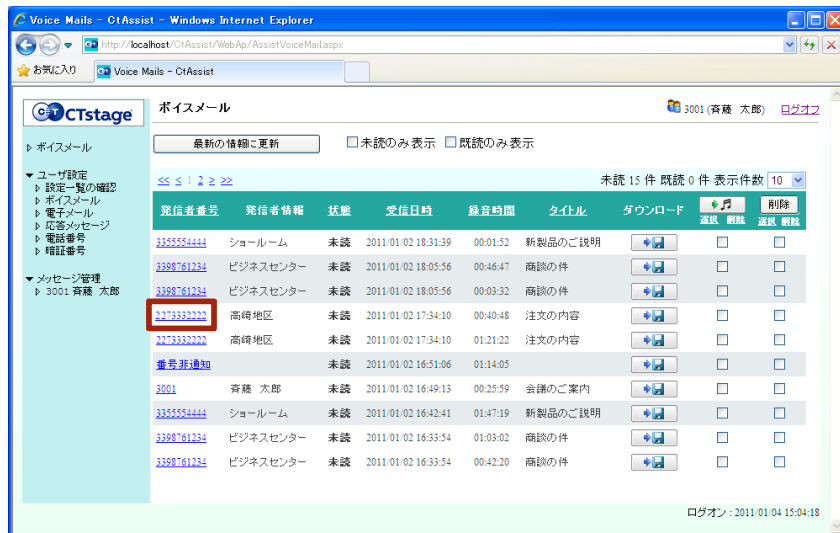 Voice Mails - CtAssist - Windows Internet Explorer
http://localhost/CtAssist/WebAp/AssistVoiceMail.aspx
お気に入り Voice Mails - CtAssist
CTstage
ボイスメール
3001 (斉藤 太郎) ログオフ
ボイスメール
ユーザ設定
設定一覧の確認
ボイスメール
電子メール
応答メッセージ
電話番号
暗証番号
メッセージ管理
3001 斉藤 太郎
最新の情報に更新 未読のみ表示 既読のみ表示
<< < | 1 2 > >> 未読 15 件 既読 0 件 表示件数 10
発信者番号 発信者情報 状態 受信日時 録音時間 タイトル ダウンロード 選択 解除 削除 選択 解除
3355554444 ショールーム 未読 2011/01/02 18:31:39 00:01:52 新製品のご説明
3398761234 ビジネスセンター 未読 2011/01/02 18:05:56 00:46:47 商談の件
3398761234 ビジネスセンター 未読 2011/01/02 18:05:56 00:03:32 商談の件
2273332222 高崎地区 未読 2011/01/02 17:34:10 00:40:48 注文の内容
2273332222 高崎地区 未読 2011/01/02 17:34:10 01:21:22 注文の内容
番号非通知 未読 2011/01/02 16:51:06 01:14:05
3001 斉藤 太郎 未読 2011/01/02 16:49:13 00:25:59 会議のご案内
3355554444 ショールーム 未読 2011/01/02 16:42:41 01:47:19 新製品のご説明
3398761234 ビジネスセンター 未読 2011/01/02 16:33:54 01:03:02 商談の件
3398761234 ビジネスセンター 未読 2011/01/02 16:33:54 00:42:20 商談の件
ログオン : 2011/01/04 15:04:18